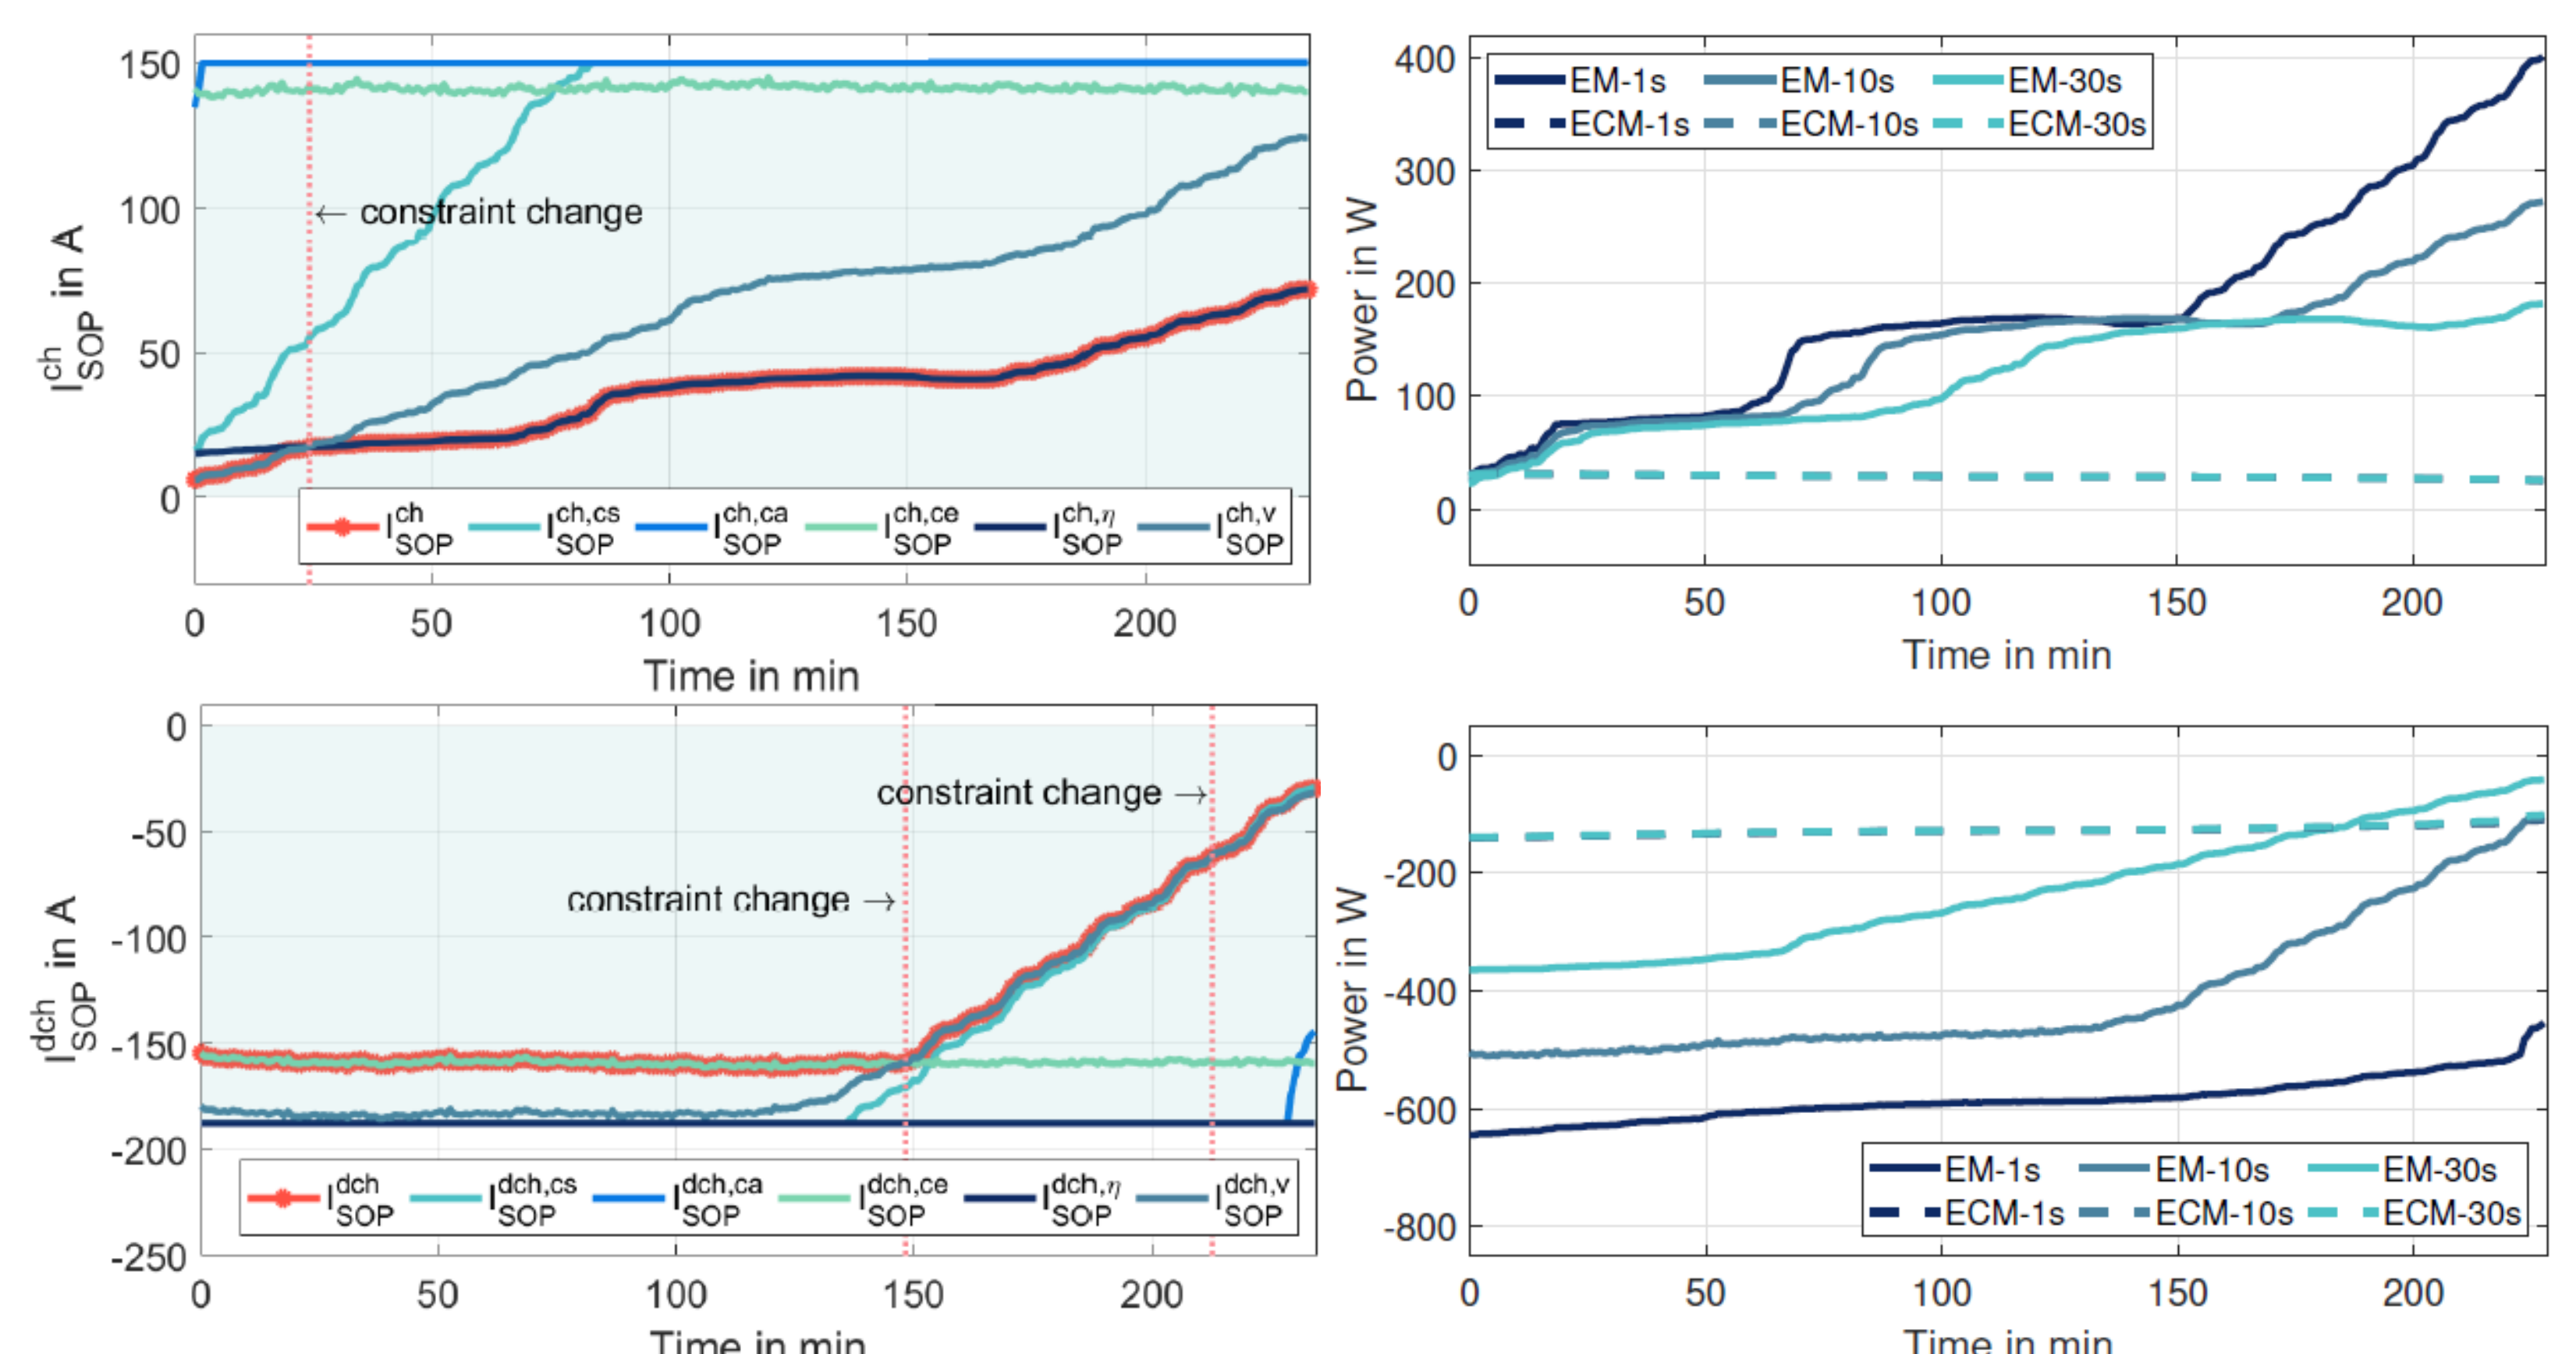 150
100
50
0
I^ch_SOP in A
← constraint change
I^ch_SOP I^ch,cs_SOP I^ch,ca_SOP I^ch,ce_SOP I^ch,η_SOP I^ch,v_SOP
0 50 100 150 200
Time in min
400
300
200
100
0
Power in W
EM-1s EM-10s EM-30s
ECM-1s ECM-10s ECM-30s
0 50 100 150 200
Time in min
0
-50
-100
-150
-200
-250
I^dch_SOP in A
constraint change →
constraint change →
I^dch_SOP I^dch,cs_SOP I^dch,ca_SOP I^dch,ce_SOP I^dch,η_SOP I^dch,v_SOP
0 50 100 150 200
Time in min
0
-200
-400
-600
-800
Power in W
EM-1s EM-10s EM-30s
ECM-1s ECM-10s ECM-30s
0 50 100 150 200
Time in min